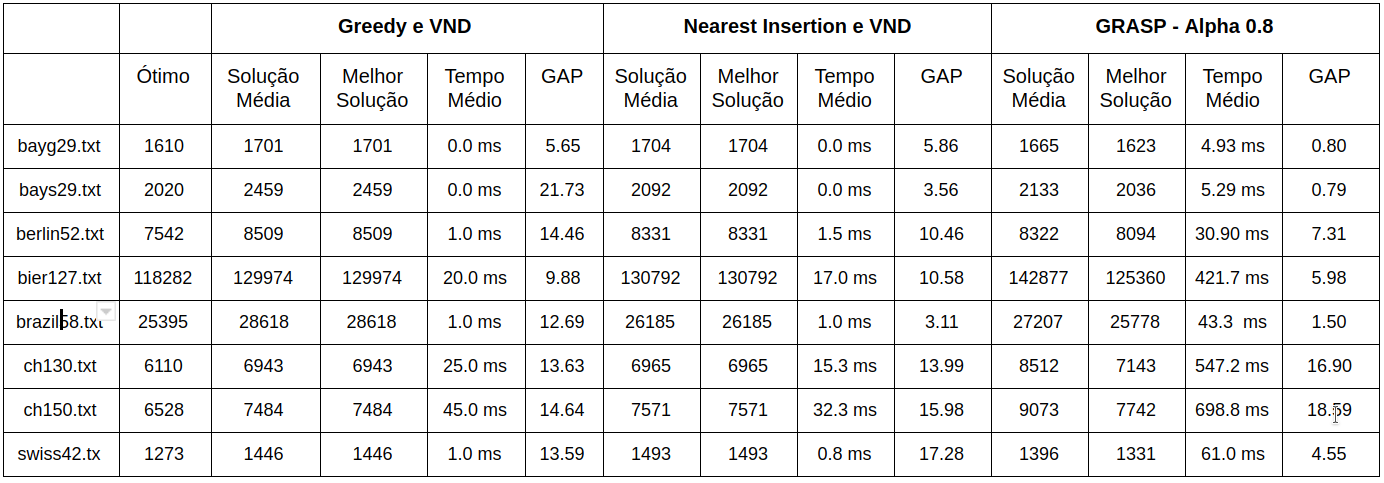 Greedy e VND Nearest Insertion e VND GRASP - Alpha 0.8
Ótimo Solução Melhor Tempo GAP Solução Melhor Tempo GAP Solução Melhor Tempo GAP
Média Solução Médio Média Solução Médio Média Solução Médio
bayg29.txt 1610 1701 1701 0.0 ms 5.65 1704 1704 0.0 ms 5.86 1665 1623 4.93 ms 0.80
bays29.txt 2020 2459 2459 0.0 ms 21.73 2092 2092 0.0 ms 3.56 2133 2036 5.29 ms 0.79
berlin52.txt 7542 8509 8509 1.0 ms 14.46 8331 8331 1.5 ms 10.46 8322 8094 30.90 ms 7.31
bier127.txt 118282 129974 129974 20.0 ms 9.88 130792 130792 17.0 ms 10.58 142877 125360 421.7 ms 5.98
brazil58.txt 25395 28618 28618 1.0 ms 12.69 26185 26185 1.0 ms 3.11 27207 25778 43.3 ms 1.50
ch130.txt 6110 6943 6943 25.0 ms 13.63 6965 6965 15.3 ms 13.99 8512 7143 547.2 ms 16.90
ch150.txt 6528 7484 7484 45.0 ms 14.64 7571 7571 32.3 ms 15.98 9073 7742 698.8 ms 18.59
swiss42.tx 1273 1446 1446 1.0 ms 13.59 1493 1493 0.8 ms 17.28 1396 1331 61.0 ms 4.55